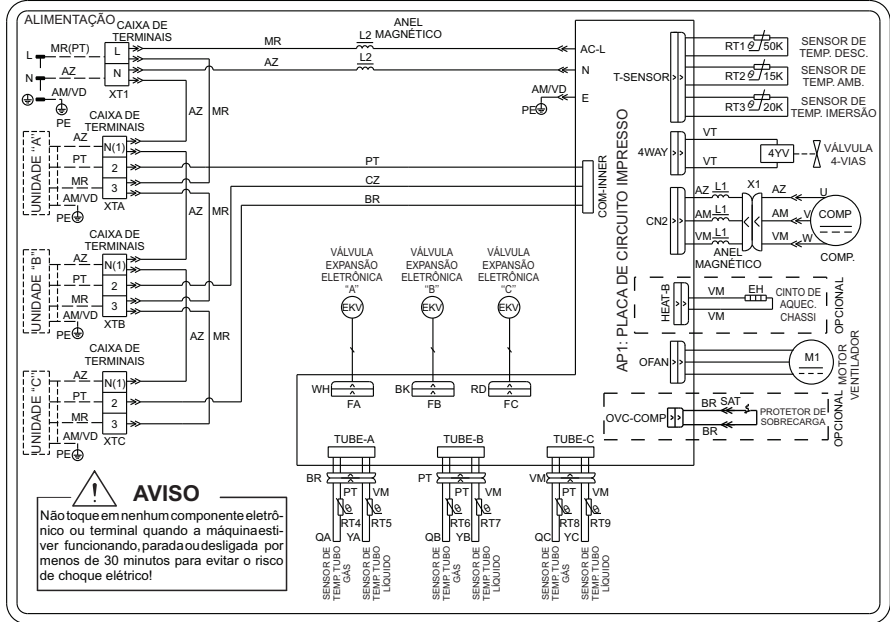 ALIMENTAÇÃO
CAIXA DE
TERMINAIS
L
MR(PT)
L
N
AZ
N
AM/VD
PE
XT1
MR
L2
ANEL
MAGNÉTICO
AC-L
AZ
L2
N
AM/VD
PE
E
AZ
MR
CAIXA DE
TERMINAIS
UNIDADE "A"
AZ
N(1)
PT
2
MR
3
AM/VD
PE
XTA
PT
CZ
BR
COM-INNER
AZ
MR
CAIXA DE
TERMINAIS
UNIDADE "B"
AZ
N(1)
PT
2
MR
3
AM/VD
PE
XTB
AZ
MR
CAIXA DE
TERMINAIS
UNIDADE "C"
AZ
N(1)
PT
2
MR
3
AM/VD
PE
XTC
VÁLVULA
EXPANSÃO
ELETRÔNICA
"A"
EKV
WH
FA
VÁLVULA
EXPANSÃO
ELETRÔNICA
"B"
EKV
BK
FB
VÁLVULA
EXPANSÃO
ELETRÔNICA
"C"
EKV
RD
FC
AP1: PLACA DE CIRCUITO IMPRESSO
T-SENSOR
RT1
50K
SENSOR DE
TEMP. DESC.
RT2
15K
SENSOR DE
TEMP. AMB.
RT3
20K
SENSOR DE
TEMP. IMERSÃO
4WAY
VT
VT
4YV
VÁLVULA
4-VIAS
CN2
AZ
L1
X1
AZ
U
AM
L1
AM
V
VM
L1
VM
W
COMP
COMP.
ANEL
MAGNÉTICO
HEAT-B
VM
EH
VM
CINTO DE
AQUEC.
CHASSI
OPCIONAL
OFAN
M1
MOTOR
VENTILADOR
OVC-COMP
BR
SAT
BR
PROTETOR DE
SOBRECARGA
OPCIONAL
TUBE-A
BR
PT
VM
RT4
RT5
QA
YA
SENSOR DE
TEMP. TUBO
GÁS
SENSOR DE
TEMP. TUBO
LÍQUIDO
TUBE-B
PT
PT
VM
RT6
RT7
QB
YB
SENSOR DE
TEMP. TUBO
GÁS
SENSOR DE
TEMP. TUBO
LÍQUIDO
TUBE-C
VM
PT
VM
RT8
RT9
QC
YC
SENSOR DE
TEMP. TUBO
GÁS
SENSOR DE
TEMP. TUBO
LÍQUIDO
!
AVISO
Não toque em nenhum componente eletrô-
nico ou terminal quando a máquina esti-
ver funcionando, parada ou desligada por
menos de 30 minutos para evitar o risco
de choque elétrico!